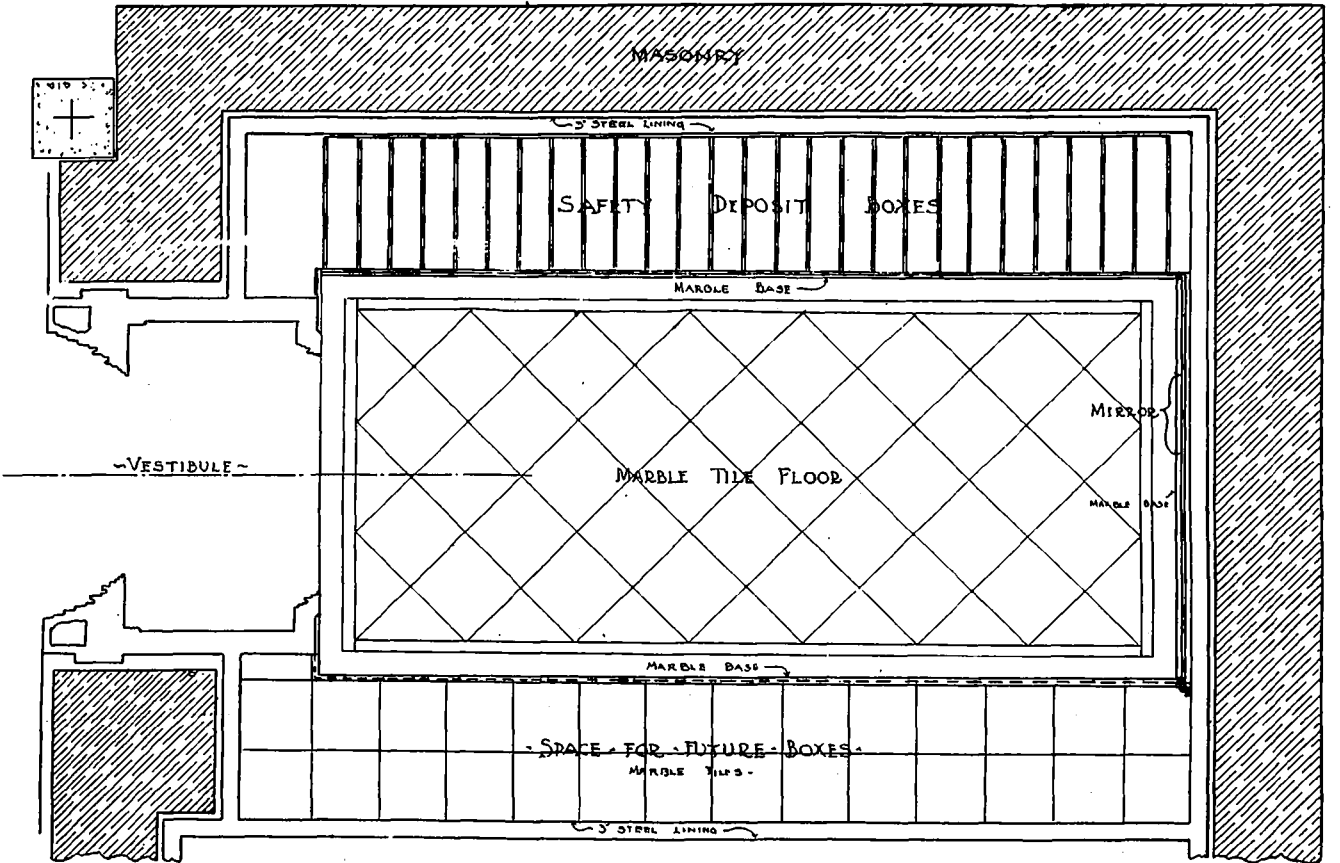 MASONRY
3" STEEL LINING
SAFETY DEPOSIT BOXES
MARBLE BASE
MIRROR
~VESTIBULE~
MARBLE TILE FLOOR
MARBLE BASE
MARBLE BASE
- SPACE - FOR - FUTURE - BOXES -
MARBLE TILES -
3" STEEL LINING